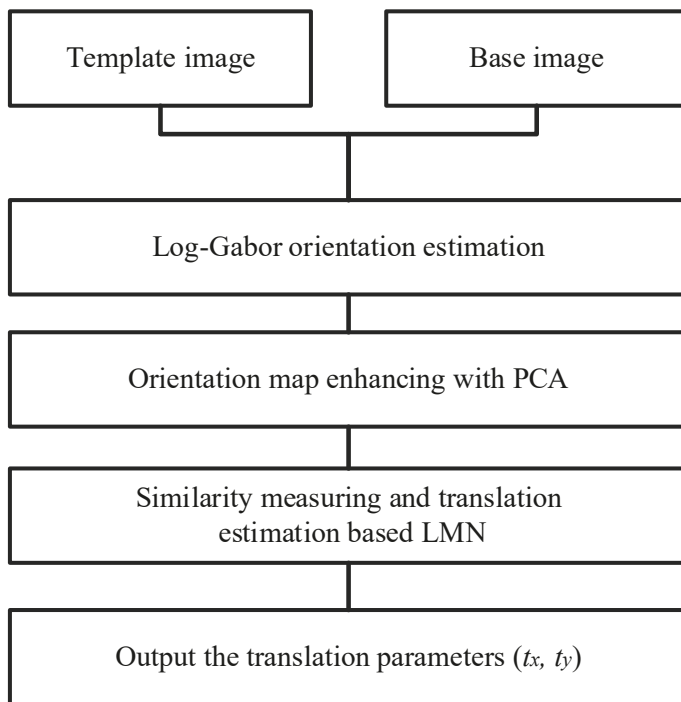 Template image
Base image
Log-Gabor orientation estimation
Orientation map enhancing with PCA
Similarity measuring and translation
estimation based LMN
Output the translation parameters (tx, ty)